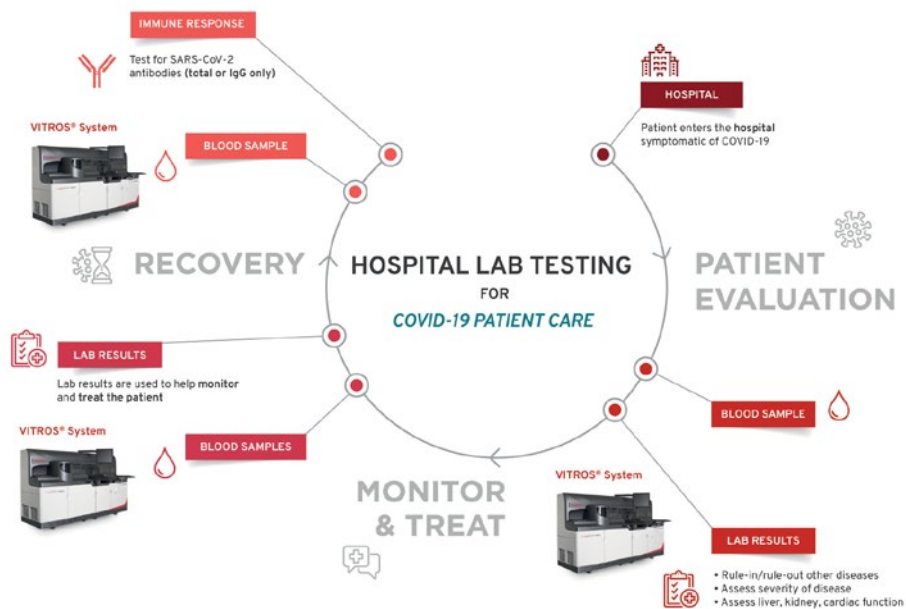 HOSPITAL LAB TESTING
FOR
COVID-19 PATIENT CARE
HOSPITAL
Patient enters the hospital
symptomatic of COVID-19
PATIENT
EVALUATION
BLOOD SAMPLE
VITROS® System
LAB RESULTS
• Rule-in/rule-out other diseases
• Assess severity of disease
• Assess liver, kidney, cardiac function
MONITOR
& TREAT
BLOOD SAMPLES
VITROS® System
LAB RESULTS
Lab results are used to help monitor
and treat the patient
RECOVERY
BLOOD SAMPLE
VITROS® System
IMMUNE RESPONSE
Test for SARS-CoV-2
antibodies (total or IgG only)